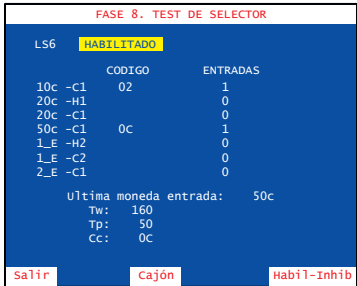 FASE 8. TEST DE SELECTOR
LS6 HABILITADO
CODIGO ENTRADAS
10c -C1 02 1
20c -H1 0
20c -C1 0
50c -C1 0C 1
1_E -H2 0
1_E -C2 0
2_E -C1 0
Ultima moneda entrada: 50c
Tw: 160
Tp: 50
Cc: 0C
Salir Cajón Habil-Inhib